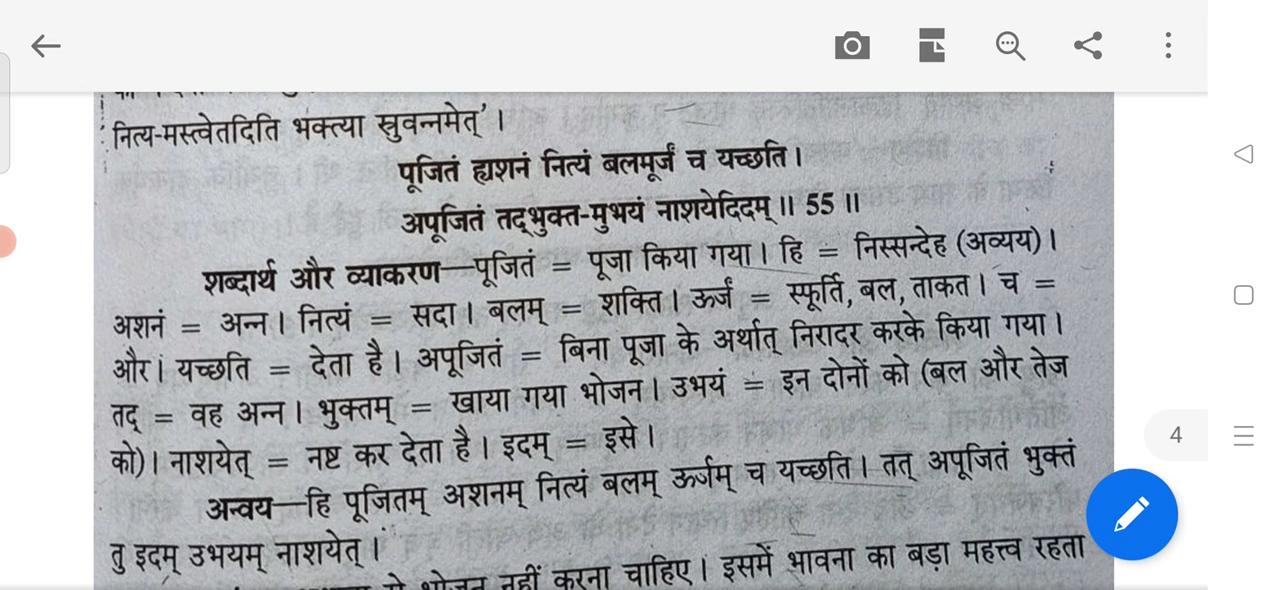 नित्य-मस्त्वेतदिति भक्त्या स्तुवन्नमेत्’।
पूजितं ह्यशनं नित्यं बलमूर्जं च यच्छति।
अपूजितं तद्भुक्त-मुभयं नाशयेदिदम्॥ 55॥
शब्दार्थ और व्याकरण—पूजितं = पूजा किया गया। हि = निस्सन्देह (अव्यय)।
अशनं = अन्न। नित्यं = सदा। बलम् = शक्ति। ऊर्जं = स्फूर्ति, बल, ताकत। च =
और। यच्छति = देता है। अपूजितं = बिना पूजा के अर्थात् निरादर करके किया गया।
तद् = वह अन्न। भुक्तम् = खाया गया भोजन। उभयं = इन दोनों को (बल और तेज
को)। नाशयेत् = नष्ट कर देता है। इदम् = इसे।
अन्वय—हि पूजितम् अशनम् नित्यं बलम् ऊर्जम् च यच्छति। तत् अपूजितं भुक्तं
तु इदम् उभयम् नाशयेत्।
से भोजन नहीं करना चाहिए। इसमें भावना का बड़ा महत्त्व रहता
4